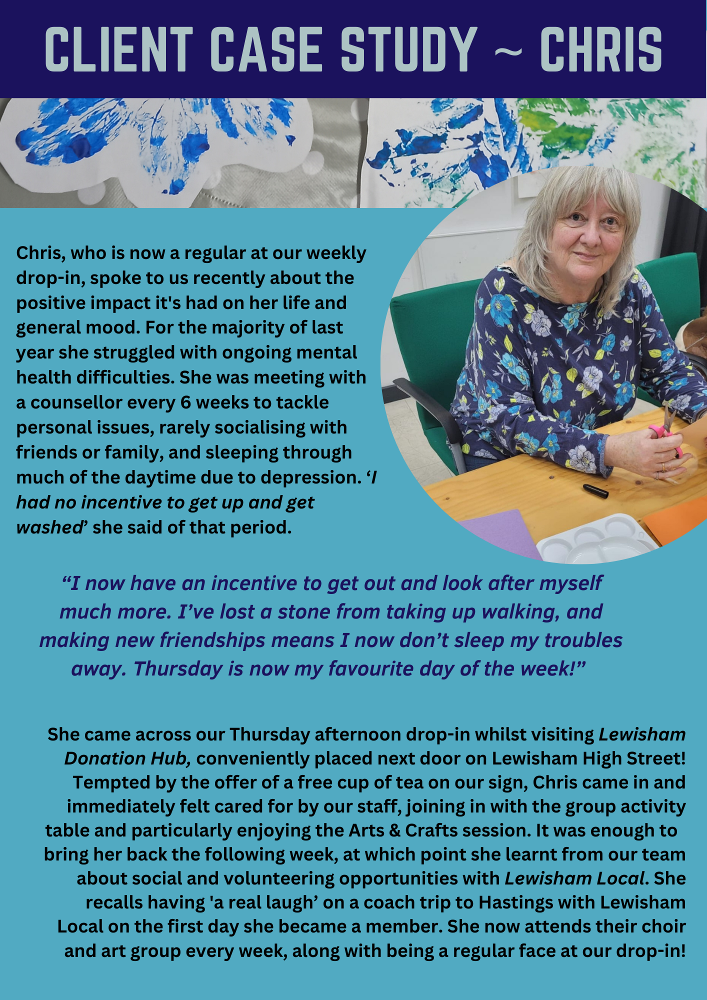 CLIENT CASE STUDY ~ CHRIS
Chris, who is now a regular at our weekly
drop-in, spoke to us recently about the
positive impact it's had on her life and
general mood. For the majority of last
year she struggled with ongoing mental
health difficulties. She was meeting with
a counsellor every 6 weeks to tackle
personal issues, rarely socialising with
friends or family, and sleeping through
much of the daytime due to depression. ‘I
had no incentive to get up and get
washed’ she said of that period.
“I now have an incentive to get out and look after myself
much more. I’ve lost a stone from taking up walking, and
making new friendships means I now don’t sleep my troubles
away. Thursday is now my favourite day of the week!”
She came across our Thursday afternoon drop-in whilst visiting Lewisham
Donation Hub, conveniently placed next door on Lewisham High Street!
Tempted by the offer of a free cup of tea on our sign, Chris came in and
immediately felt cared for by our staff, joining in with the group activity
table and particularly enjoying the Arts & Crafts session. It was enough to
bring her back the following week, at which point she learnt from our team
about social and volunteering opportunities with Lewisham Local. She
recalls having 'a real laugh’ on a coach trip to Hastings with Lewisham
Local on the first day she became a member. She now attends their choir
and art group every week, along with being a regular face at our drop-in!